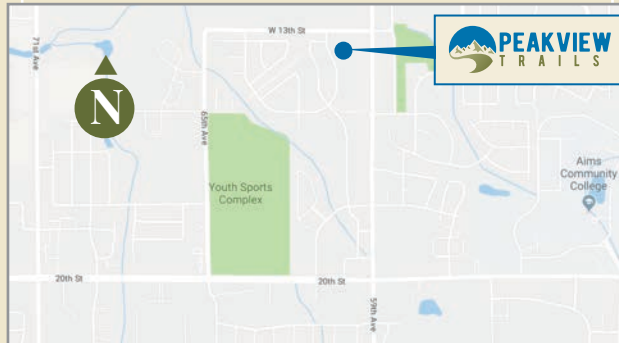 W 13th St
PEAKVIEW
TRAILS
71st Ave
N
65th Ave
Aims
Community
College
Youth Sports
Complex
20th St
20th St
59th Ave